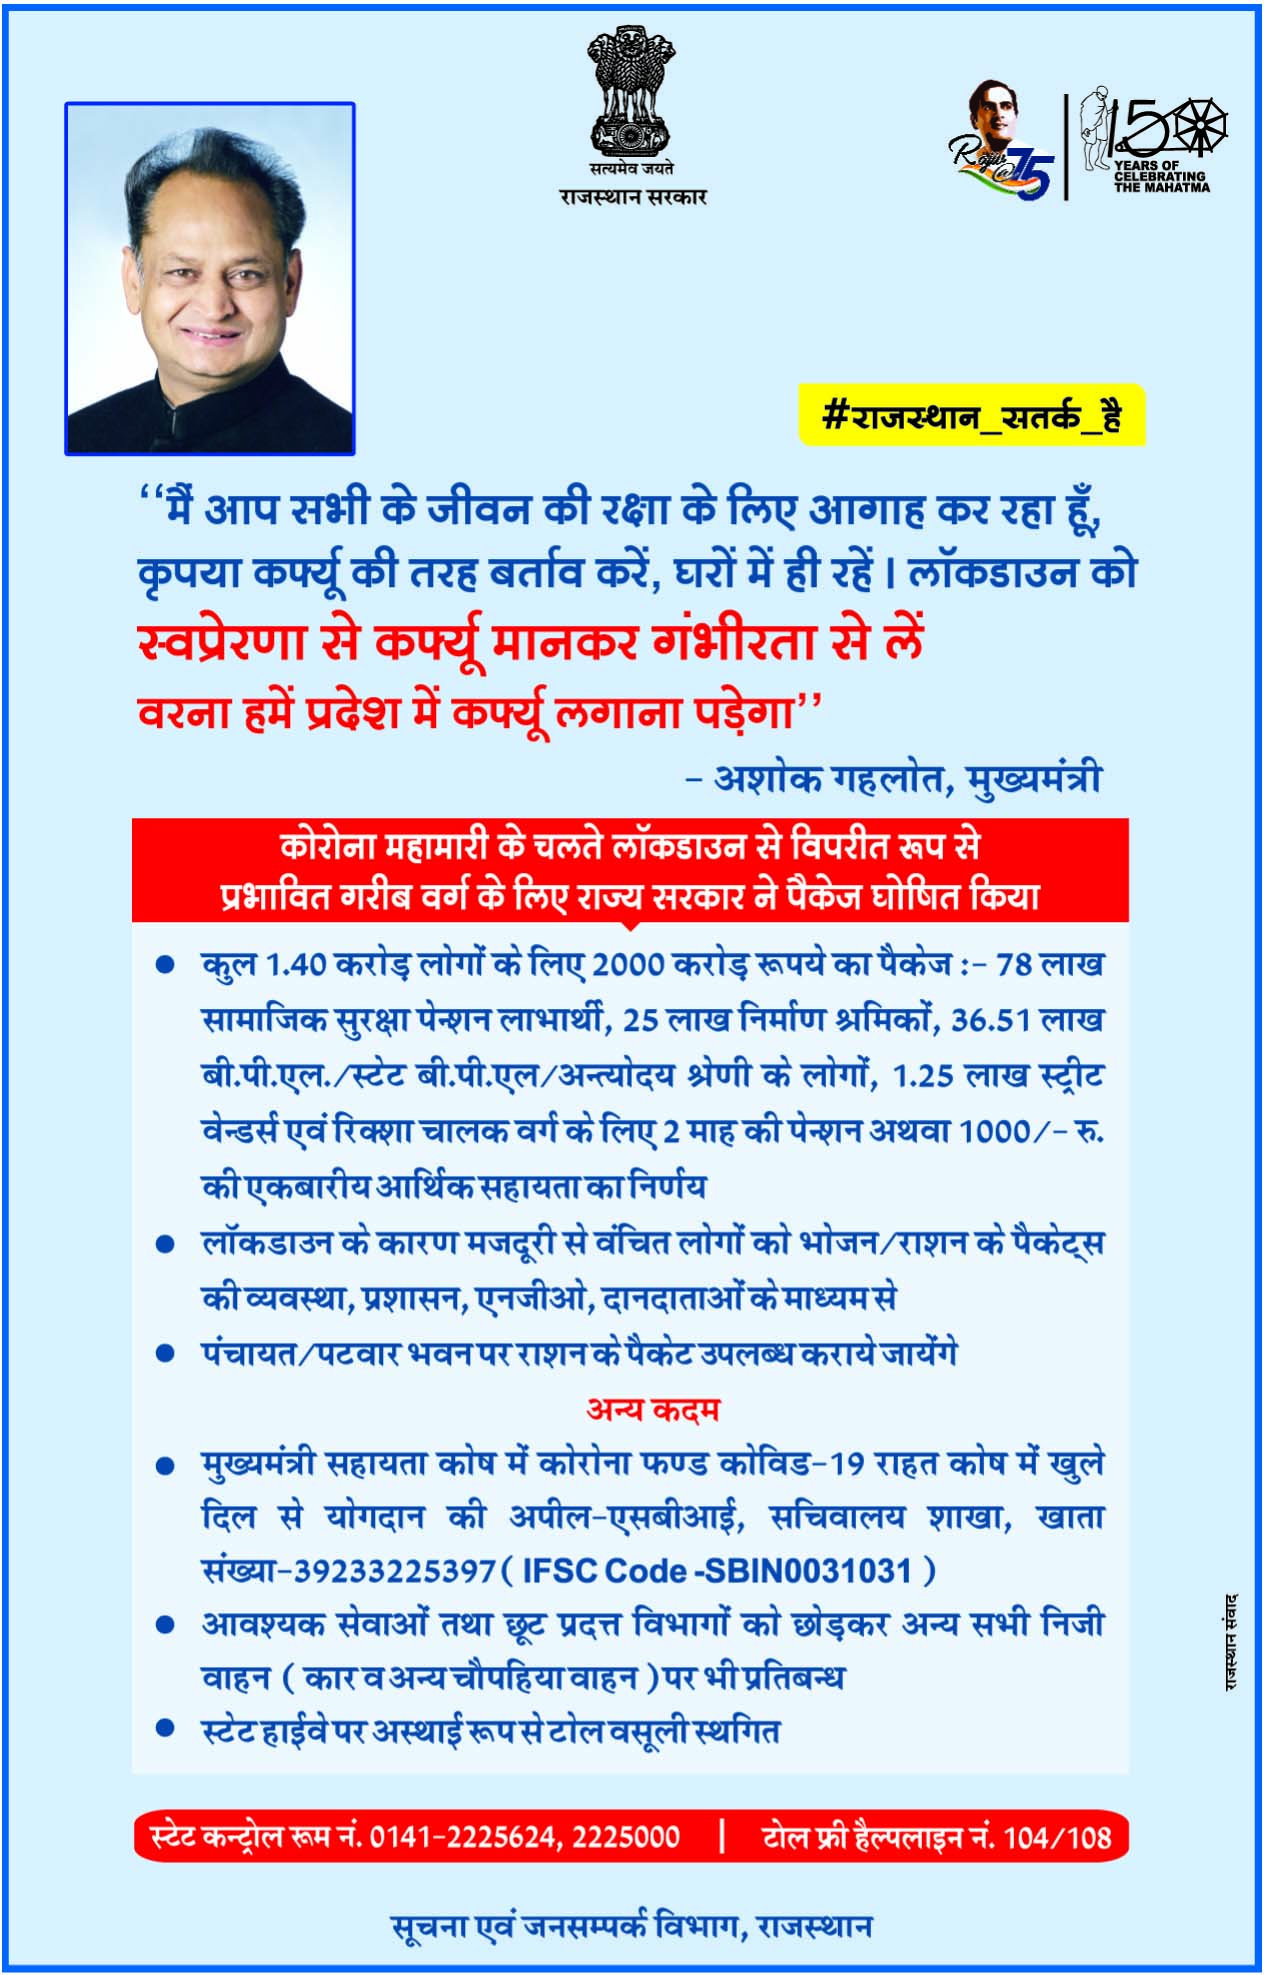 सत्यमेव जयते
राजस्थान सरकार
Rajiv @ 75
150
YEARS OF
CELEBRATING
THE MAHATMA
#राजस्थान_सतर्क_है
‘‘मैं आप सभी के जीवन की रक्षा के लिए आगाह कर रहा हूँ,
कृपया कर्फ्यू की तरह बर्ताव करें, घरों में ही रहें । लॉकडाउन को
स्वप्रेरणा से कर्फ्यू मानकर गंभीरता से लें
वरना हमें प्रदेश में कर्फ्यू लगाना पड़ेगा’’
- अशोक गहलोत, मुख्यमंत्री
कोरोना महामारी के चलते लॉकडाउन से विपरीत रूप से
प्रभावित गरीब वर्ग के लिए राज्य सरकार ने पैकेज घोषित किया
• कुल 1.40 करोड़ लोगों के लिए 2000 करोड़ रूपये का पैकेज :- 78 लाख
सामाजिक सुरक्षा पेन्शन लाभार्थी, 25 लाख निर्माण श्रमिकों, 36.51 लाख
बी.पी.एल./स्टेट बी.पी.एल/अन्त्योदय श्रेणी के लोगों, 1.25 लाख स्ट्रीट
वेन्डर्स एवं रिक्शा चालक वर्ग के लिए 2 माह की पेन्शन अथवा 1000/- रु.
की एकबारीय आर्थिक सहायता का निर्णय
• लॉकडाउन के कारण मजदूरी से वंचित लोगों को भोजन/राशन के पैकेट्स
की व्यवस्था, प्रशासन, एनजीओ, दानदाताओं के माध्यम से
• पंचायत/पटवार भवन पर राशन के पैकेट उपलब्ध कराये जायेंगे
अन्य कदम
• मुख्यमंत्री सहायता कोष में कोरोना फण्ड कोविड-19 राहत कोष में खुले
दिल से योगदान की अपील-एसबीआई, सचिवालय शाखा, खाता
संख्या-39233225397 ( IFSC Code -SBIN0031031 )
• आवश्यक सेवाओं तथा छूट प्रदत्त विभागों को छोड़कर अन्य सभी निजी
वाहन ( कार व अन्य चौपहिया वाहन ) पर भी प्रतिबन्ध
• स्टेट हाईवे पर अस्थाई रूप से टोल वसूली स्थगित
राजस्थान संवाद
स्टेट कन्ट्रोल रूम नं. 0141-2225624, 2225000 | टोल फ्री हैल्पलाइन नं. 104/108
सूचना एवं जनसम्पर्क विभाग, राजस्थान